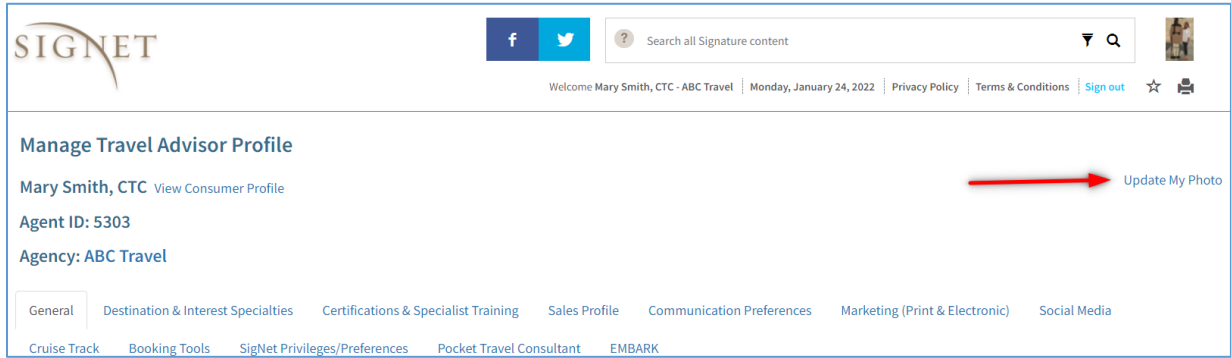 SIGNET
f
? Search all Signature content
Welcome Mary Smith, CTC - ABC Travel Monday, January 24, 2022 Privacy Policy Terms & Conditions Sign out
Manage Travel Advisor Profile
Mary Smith, CTC View Consumer Profile
Update My Photo
Agent ID: 5303
Agency: ABC Travel
General Destination & Interest Specialties Certifications & Specialist Training Sales Profile Communication Preferences Marketing (Print & Electronic) Social Media
Cruise Track Booking Tools SigNet Privileges/Preferences Pocket Travel Consultant EMBARK